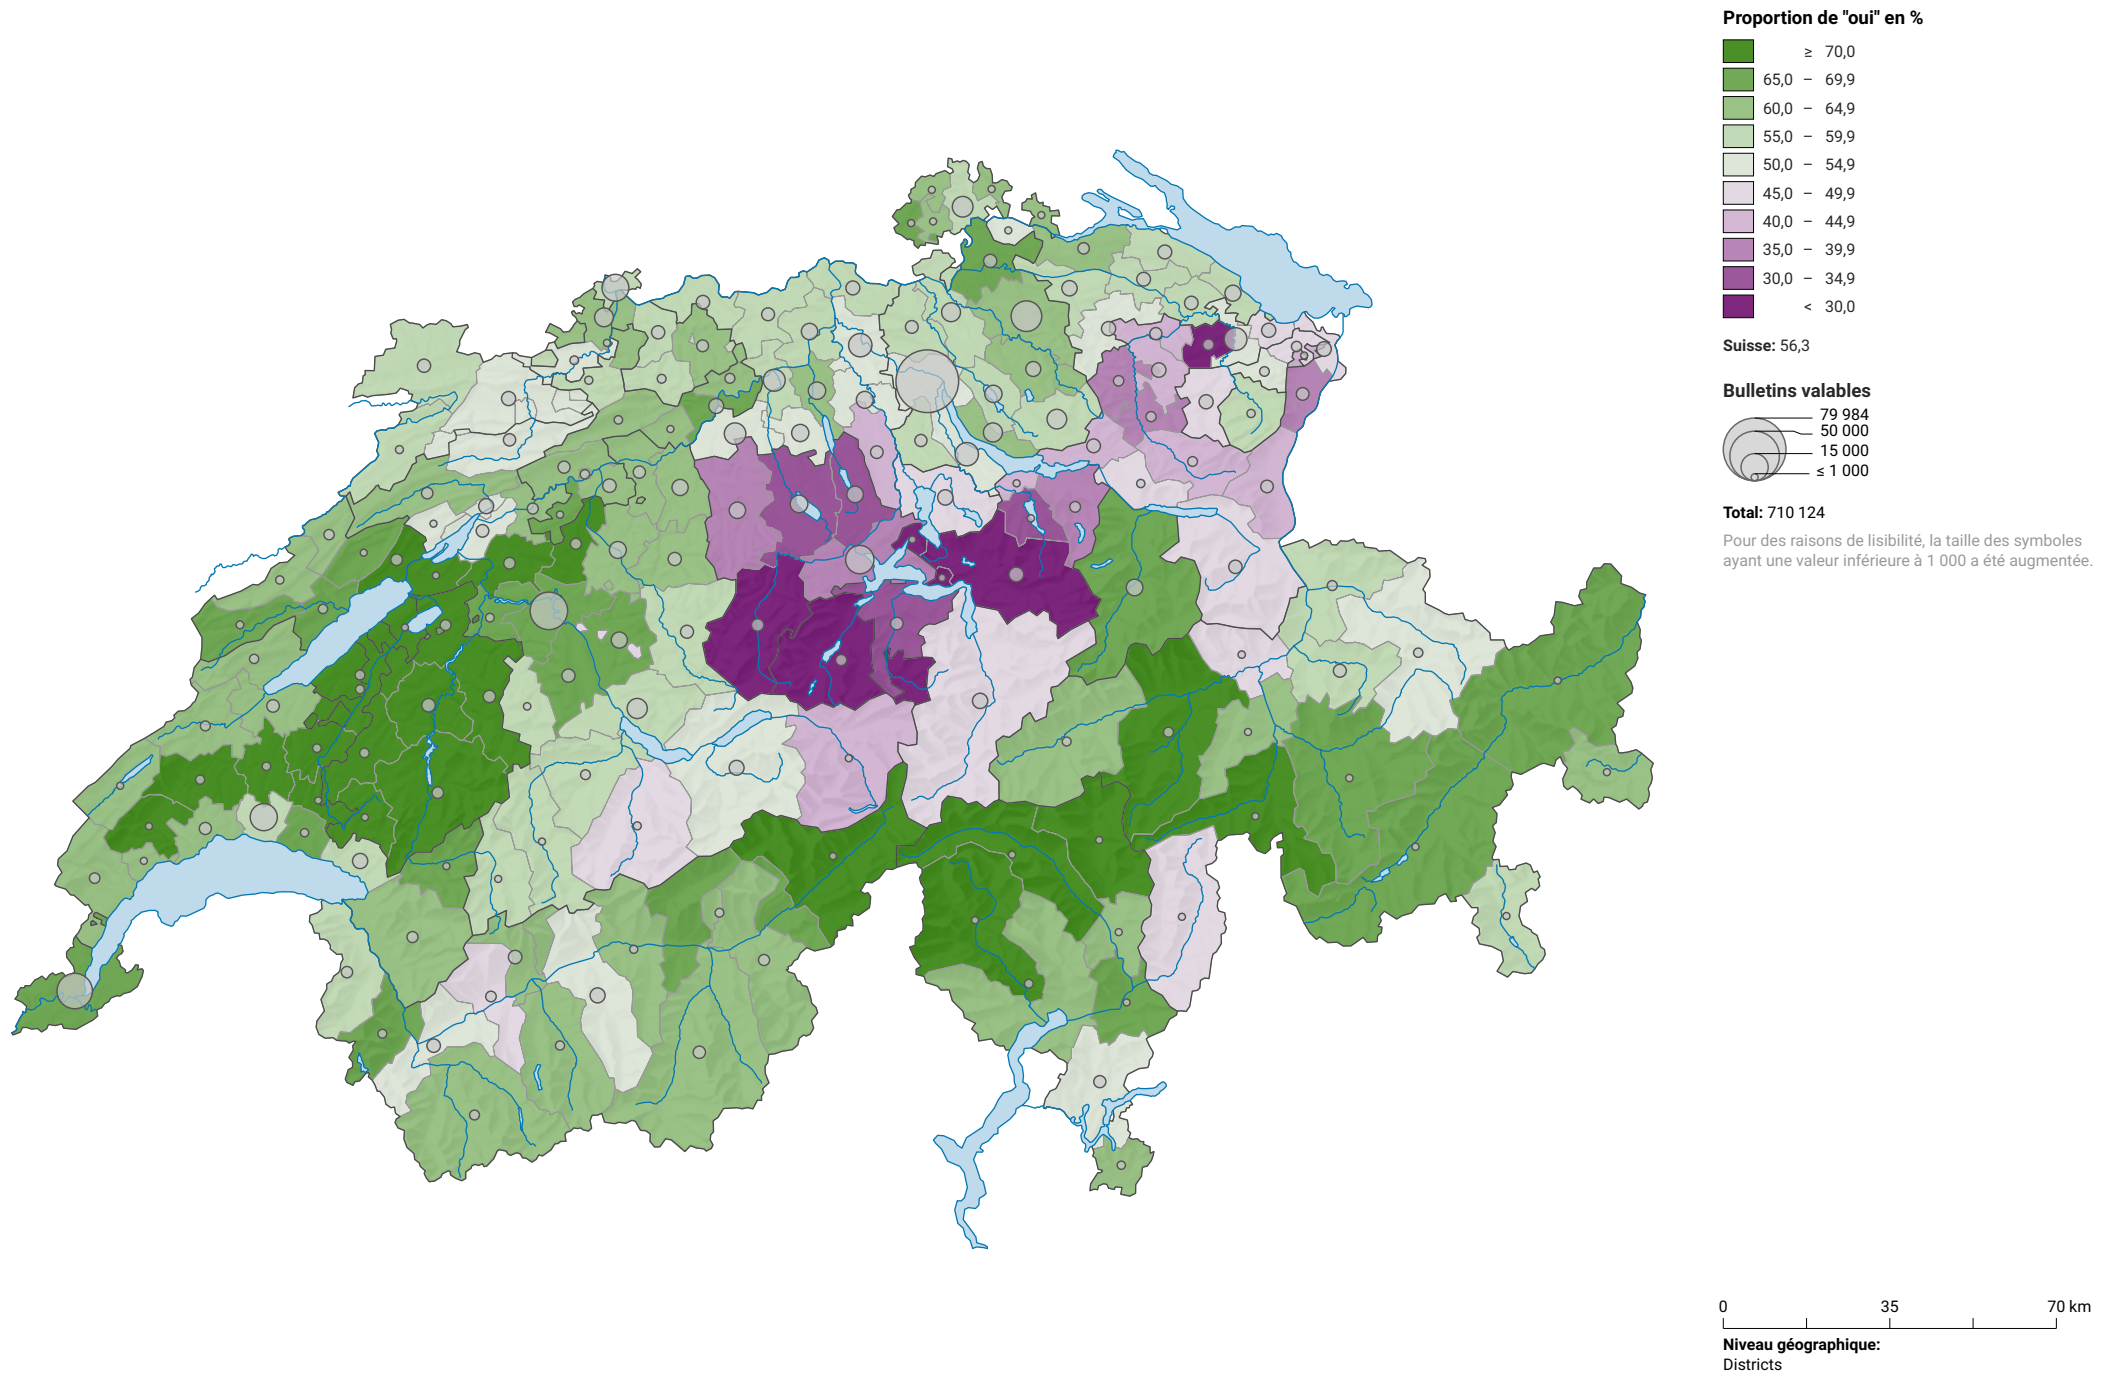 Proportion de "oui" en %
≥ 70,0
65,0 – 69,9
60,0 – 64,9
55,0 – 59,9
50,0 – 54,9
45,0 – 49,9
40,0 – 44,9
35,0 – 39,9
30,0 – 34,9
< 30,0
Suisse: 56,3
Bulletins valables
79 984
50 000
15 000
≤ 1 000
Total: 710 124
Pour des raisons de lisibilité, la taille des symboles
ayant une valeur inférieure à 1 000 a été augmentée.
0 35 70 km
Niveau géographique:
Districts